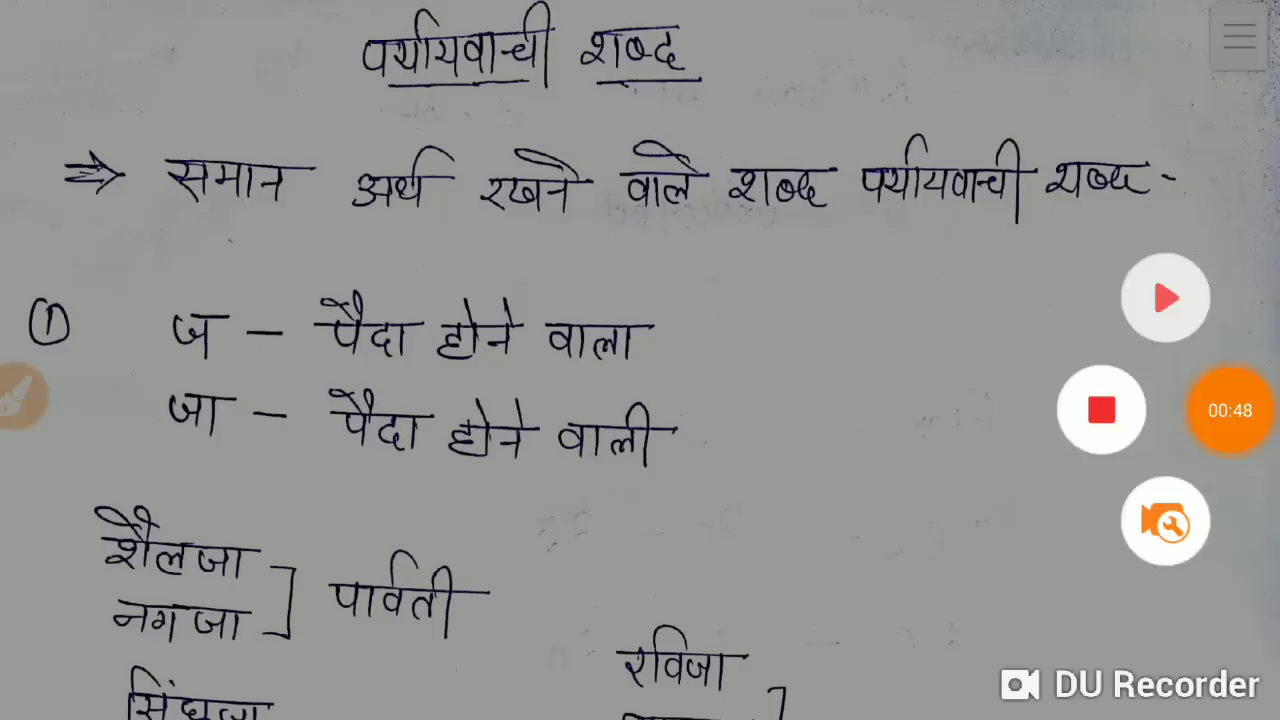 पर्यायवाची शब्द
⇒ समान अर्थ रखने वाले शब्द पर्यायवाची शब्द -
① ज – पैदा होने वाला
जा – पैदा होने वाली
00:48
शैलजा
नगजा ] पार्वती
रविजा
DU Recorder